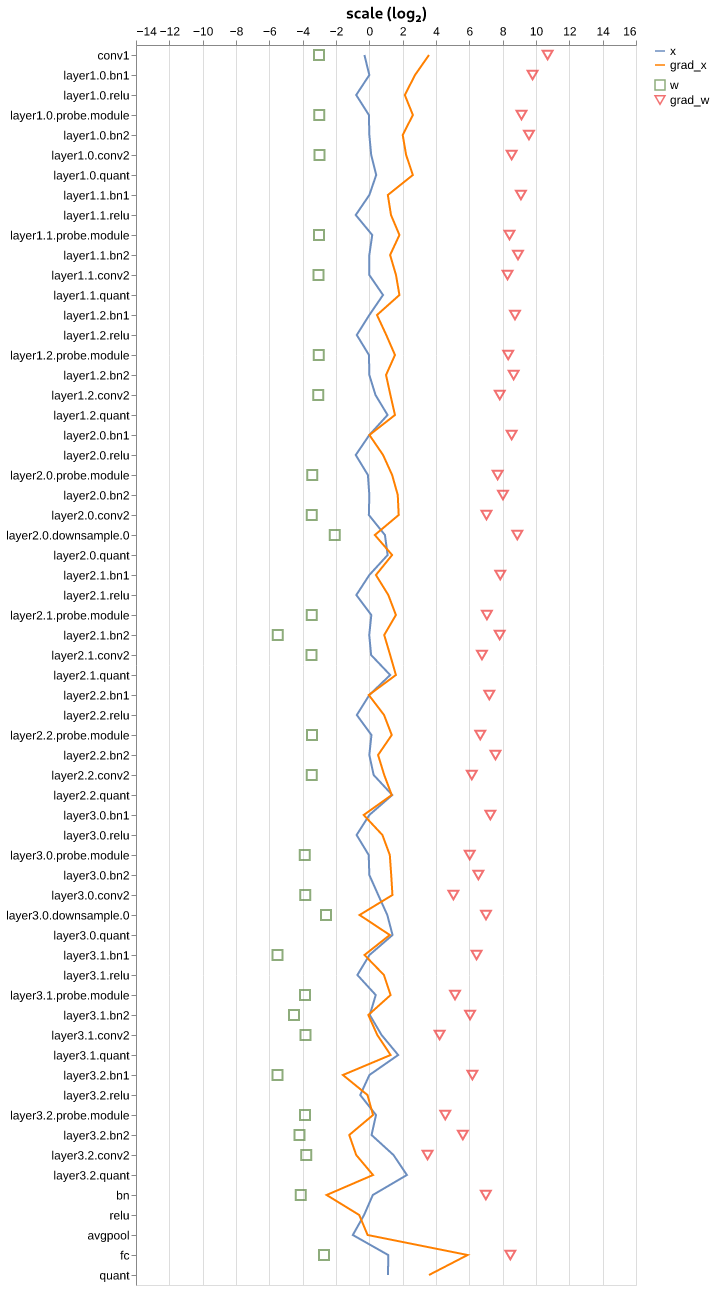 scale (log₂)
−14 −12 −10 −8 −6 −4 −2 0 2 4 6 8 10 12 14 16
x
grad_x
w
grad_w
conv1
layer1.0.bn1
layer1.0.relu
layer1.0.probe.module
layer1.0.bn2
layer1.0.conv2
layer1.0.quant
layer1.1.bn1
layer1.1.relu
layer1.1.probe.module
layer1.1.bn2
layer1.1.conv2
layer1.1.quant
layer1.2.bn1
layer1.2.relu
layer1.2.probe.module
layer1.2.bn2
layer1.2.conv2
layer1.2.quant
layer2.0.bn1
layer2.0.relu
layer2.0.probe.module
layer2.0.bn2
layer2.0.conv2
layer2.0.downsample.0
layer2.0.quant
layer2.1.bn1
layer2.1.relu
layer2.1.probe.module
layer2.1.bn2
layer2.1.conv2
layer2.1.quant
layer2.2.bn1
layer2.2.relu
layer2.2.probe.module
layer2.2.bn2
layer2.2.conv2
layer2.2.quant
layer3.0.bn1
layer3.0.relu
layer3.0.probe.module
layer3.0.bn2
layer3.0.conv2
layer3.0.downsample.0
layer3.0.quant
layer3.1.bn1
layer3.1.relu
layer3.1.probe.module
layer3.1.bn2
layer3.1.conv2
layer3.1.quant
layer3.2.bn1
layer3.2.relu
layer3.2.probe.module
layer3.2.bn2
layer3.2.conv2
layer3.2.quant
bn
relu
avgpool
fc
quant